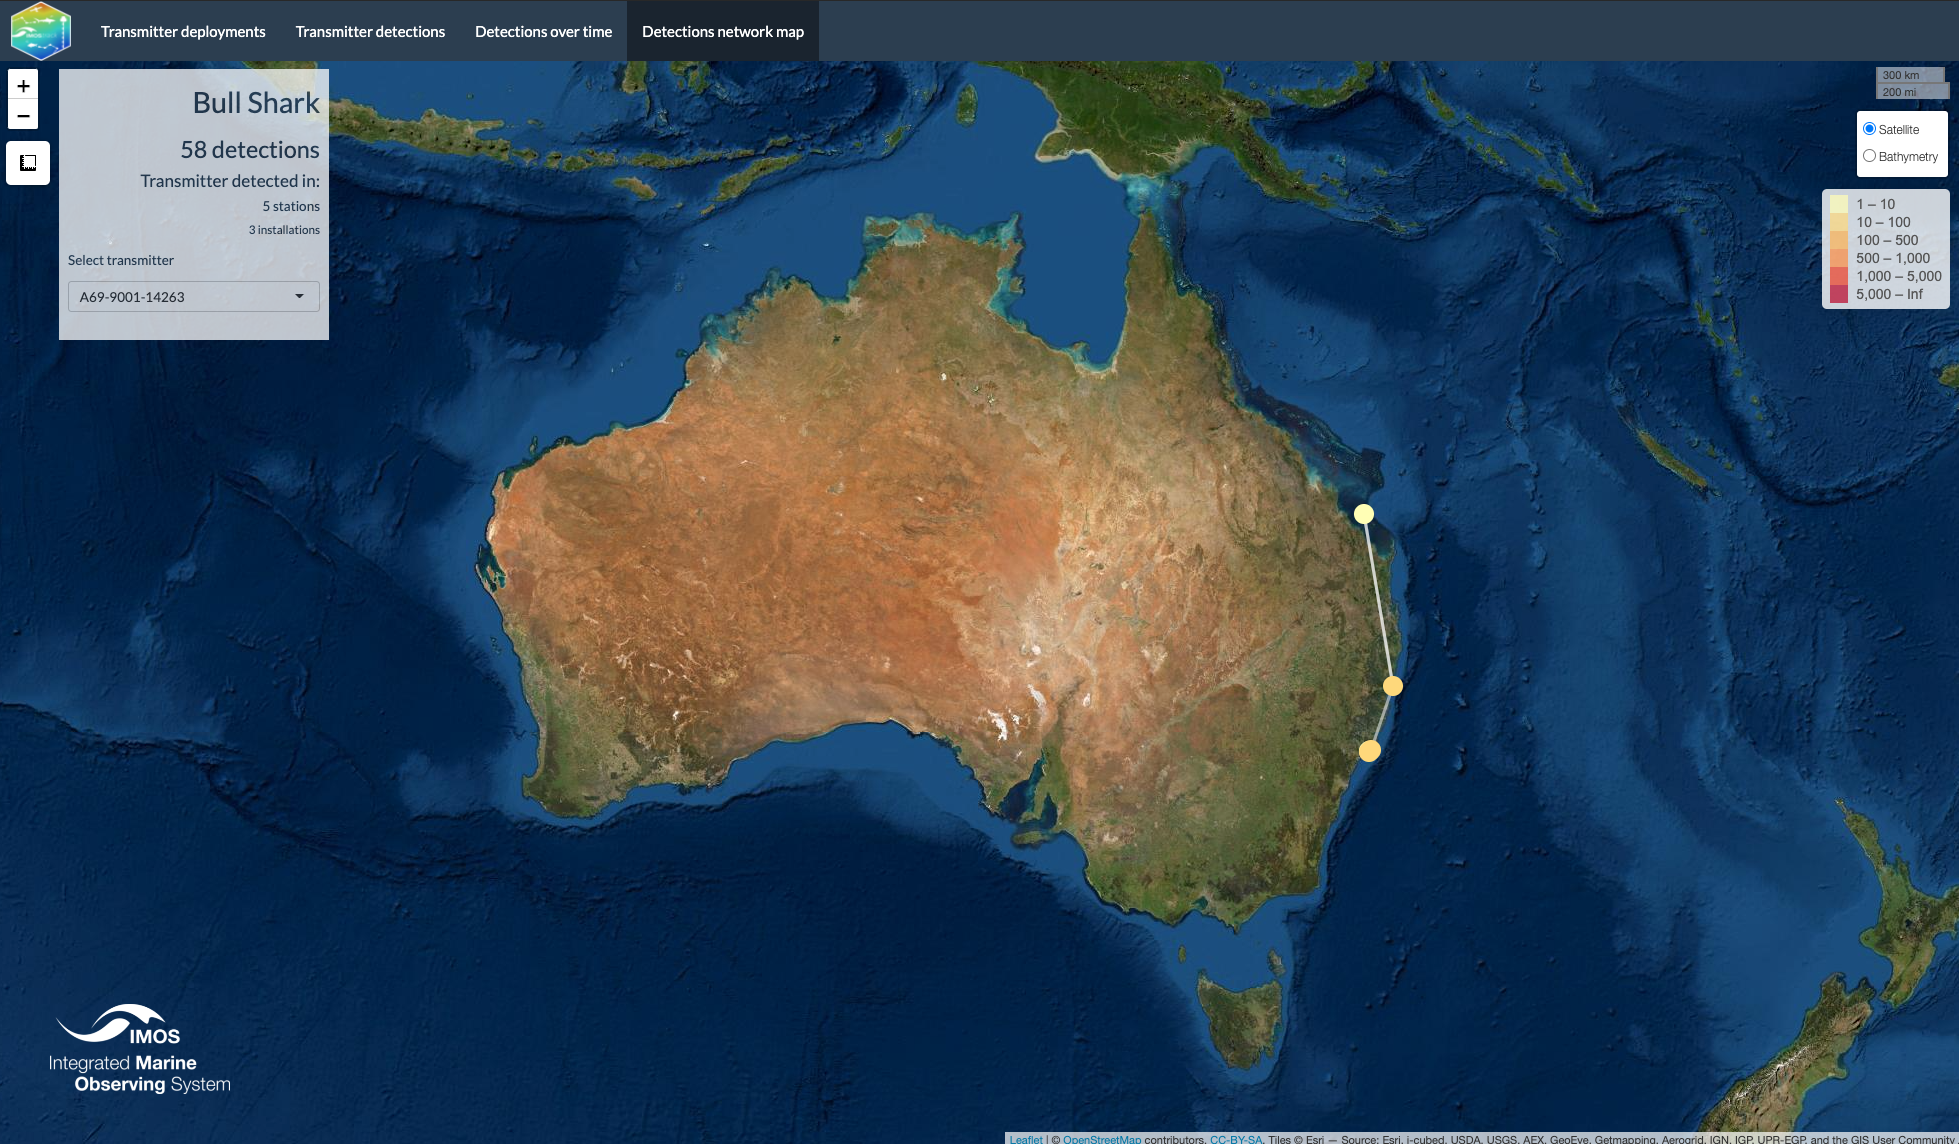 Transmitter deployments
Transmitter detections
Detections over time
Detections network map
+
−
Bull Shark
58 detections
Transmitter detected in:
5 stations
3 installations
Select transmitter
A69-9001-14263
300 km
200 mi
Satellite
Bathymetry
1 – 10
10 – 100
100 – 500
500 – 1,000
1,000 – 5,000
5,000 – Inf
IMOS
Integrated Marine
Observing System
Leaflet | © OpenStreetMap contributors, CC-BY-SA, Tiles © Esri — Source: Esri, i-cubed, USDA, USGS, AEX, GeoEye, Getmapping, Aerogrid, IGN, IGP, UPR-EGP, and the GIS User Community